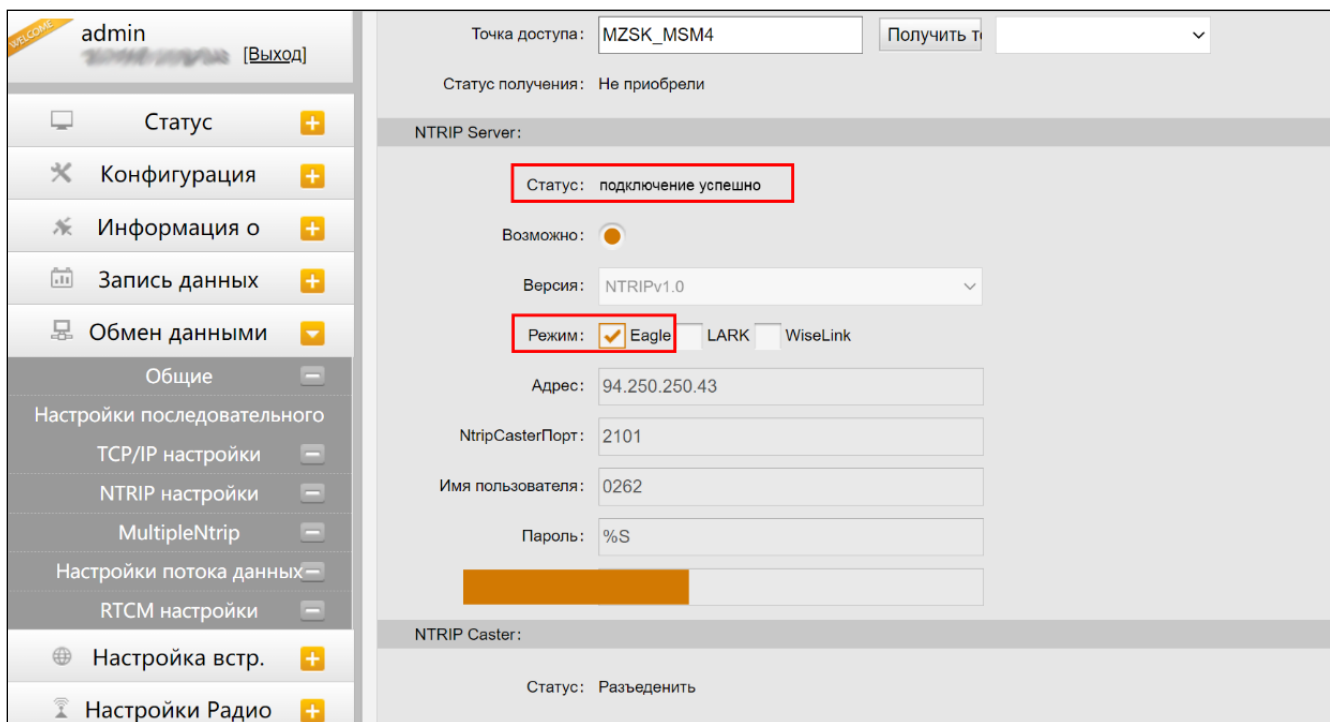 WELCOME
admin
[Выход]
Статус
Конфигурация
Информация о
Запись данных
Обмен данными
Общие
Настройки последовательного
TCP/IP настройки
NTRIP настройки
MultipleNtrip
Настройки потока данных
RTCM настройки
Настройка встр.
Настройки Радио
Точка доступа: MZSK_MSM4 Получить т
Статус получения: Не приобрели
NTRIP Server:
Статус: подключение успешно
Возможно:
Версия: NTRIPv1.0
Режим: Eagle LARK WiseLink
Адрес: 94.250.250.43
NtripCasterПорт: 2101
Имя пользователя: 0262
Пароль: %S
NTRIP Caster:
Статус: Разъеденить